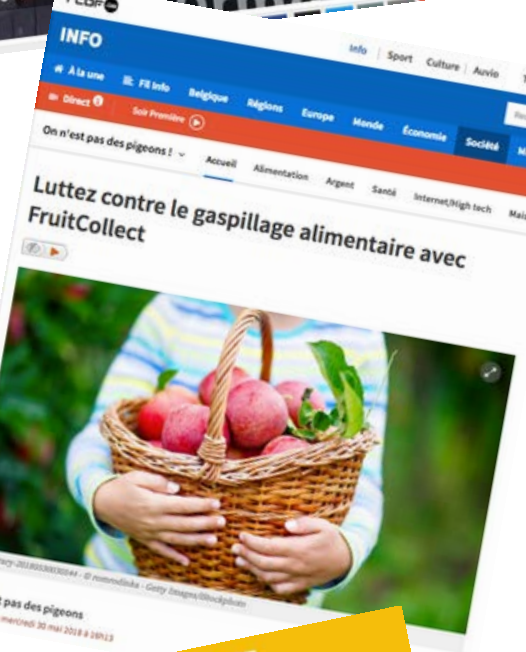 INFO
Info Sport Culture Auvio
À la une Fil Info Belgique Régions Europe Monde Économie Société
Direct Soir Première
On n'est pas des pigeons ! Accueil Alimentation Argent Santé Internet/High tech
Luttez contre le gaspillage alimentaire avec
FruitCollect
© romrodinka - Getty Images/iStockphoto
pas des pigeons
mercredi 30 mai 2018 à 16h13